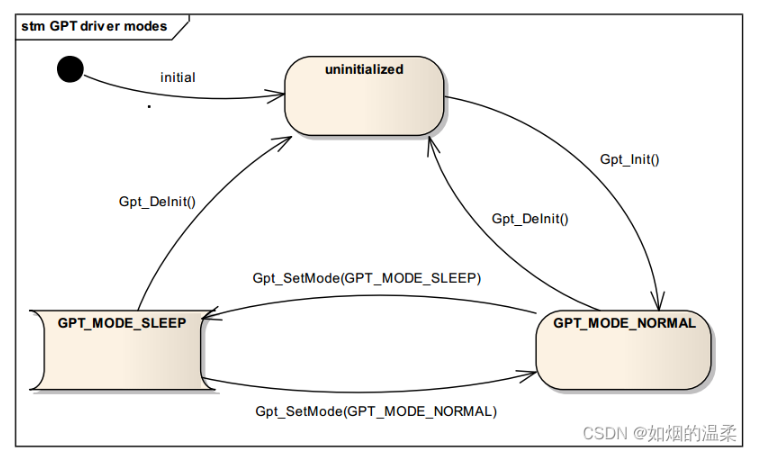 stm GPT driver modes
uninitialized
initial
Gpt_Init()
Gpt_DeInit()
Gpt_DeInit()
Gpt_SetMode(GPT_MODE_SLEEP)
GPT_MODE_SLEEP
GPT_MODE_NORMAL
Gpt_SetMode(GPT_MODE_NORMAL)
CSDN @如烟的温柔